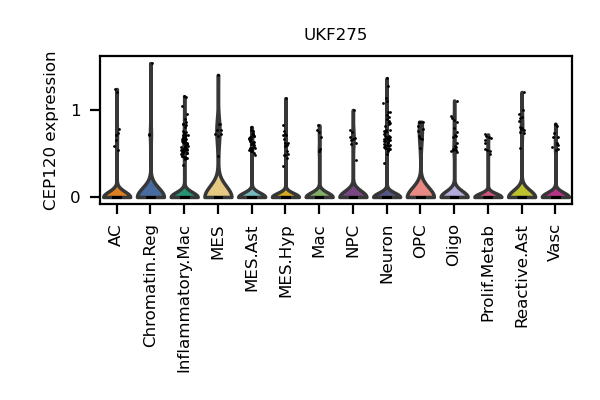 UKF275
CEP120 expression
1
0
AC
Chromatin.Reg
Inflammatory.Mac
MES
MES.Ast
MES.Hyp
Mac
NPC
Neuron
OPC
Oligo
Prolif.Metab
Reactive.Ast
Vasc